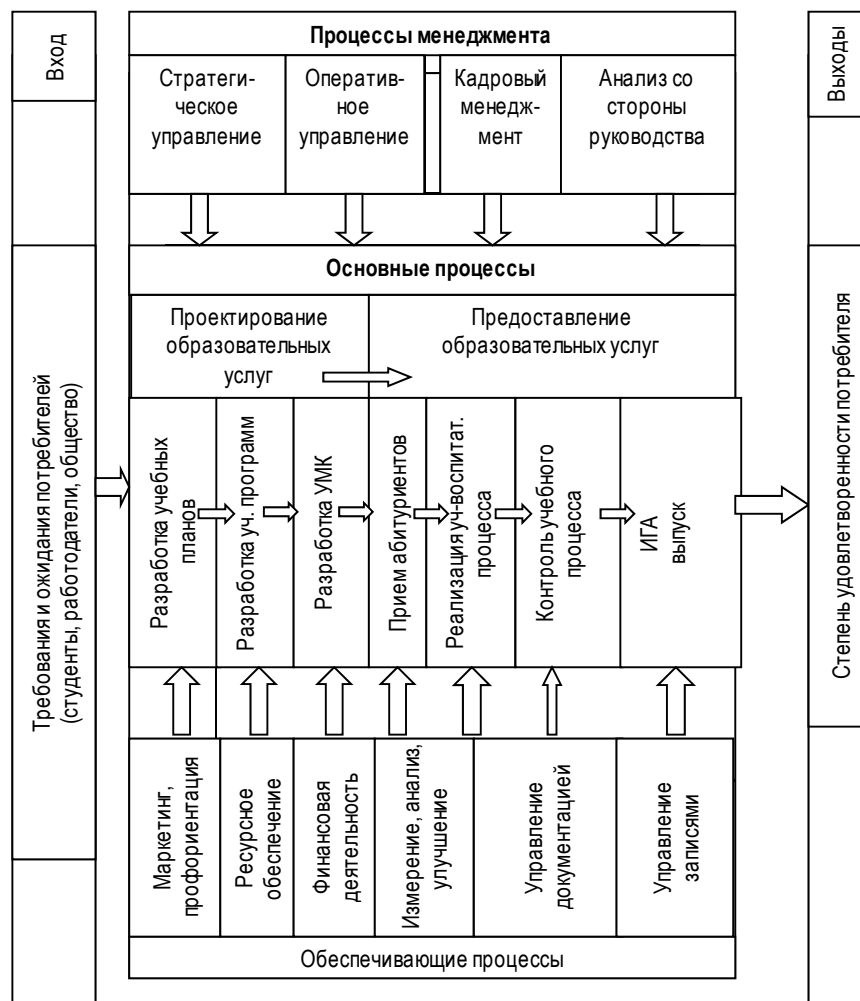 Вход
Требования и ожидания потребителей
(студенты, работодатели, общество)
Процессы менеджмента
Стратеги-
ческое
управление
Оператив-
ное
управление
Кадровый
менедж-
мент
Анализ со
стороны
руководства
Основные процессы
Проектирование
образовательных
услуг
Предоставление
образовательных услуг
Разработка учебных
планов
Разработка уч. программ
Разработка УМК
Прием абитуриентов
Реализация уч-воспитат.
процесса
Контроль учебного
процесса
ИГА
выпуск
Маркетинг,
профориентация
Ресурсное
обеспечение
Финансовая
деятельность
Измерение, анализ,
улучшение
Управление
документацией
Управление
записями
Обеспечивающие процессы
Выходы
Степень удовлетворенности потребителя